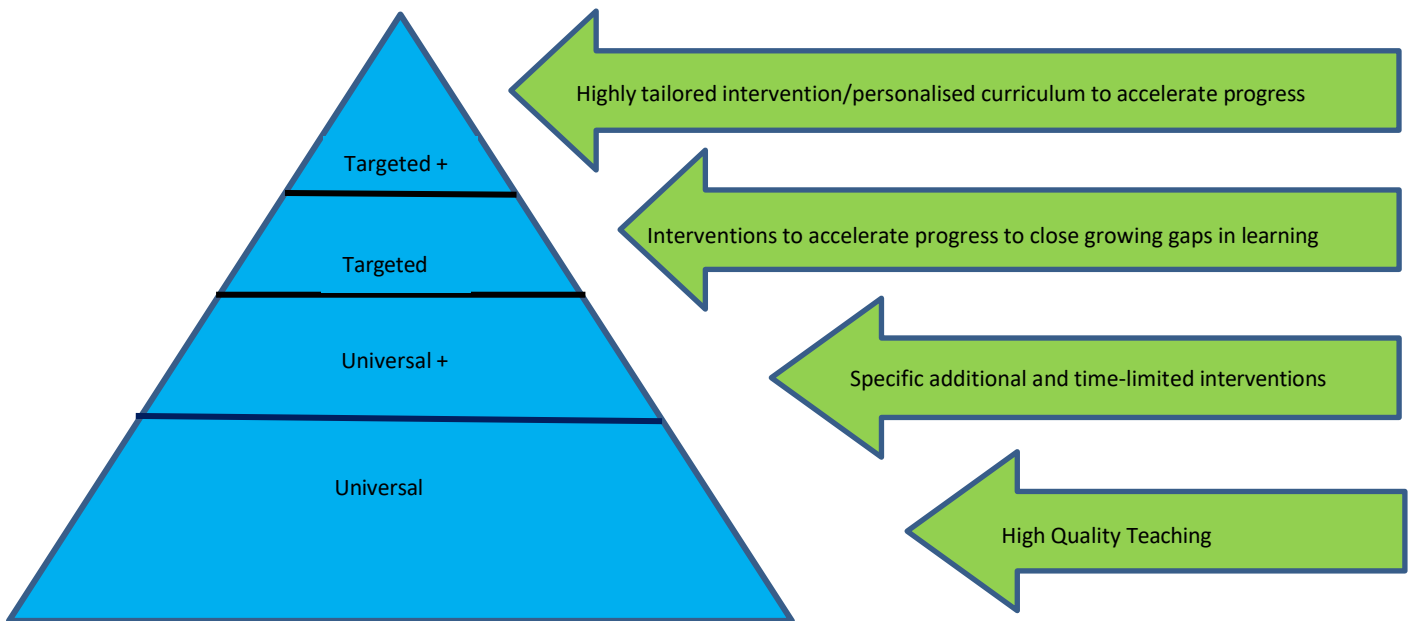 Highly tailored intervention/personalised curriculum to accelerate progress
Targeted +
Interventions to accelerate progress to close growing gaps in learning
Targeted
Universal +
Specific additional and time-limited interventions
Universal
High Quality Teaching